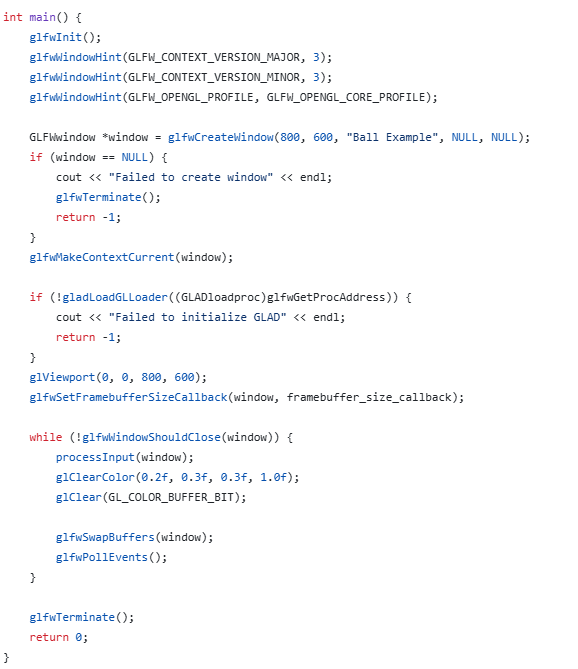 int main() {
    glfwInit();
    glfwWindowHint(GLFW_CONTEXT_VERSION_MAJOR, 3);
    glfwWindowHint(GLFW_CONTEXT_VERSION_MINOR, 3);
    glfwWindowHint(GLFW_OPENGL_PROFILE, GLFW_OPENGL_CORE_PROFILE);

    GLFWwindow *window = glfwCreateWindow(800, 600, "Ball Example", NULL, NULL);
    if (window == NULL) {
        cout << "Failed to create window" << endl;
        glfwTerminate();
        return -1;
    }
    glfwMakeContextCurrent(window);

    if (!gladLoadGLLoader((GLADloadproc)glfwGetProcAddress)) {
        cout << "Failed to initialize GLAD" << endl;
        return -1;
    }
    glViewport(0, 0, 800, 600);
    glfwSetFramebufferSizeCallback(window, framebuffer_size_callback);

    while (!glfwWindowShouldClose(window)) {
        processInput(window);
        glClearColor(0.2f, 0.3f, 0.3f, 1.0f);
        glClear(GL_COLOR_BUFFER_BIT);

        glfwSwapBuffers(window);
        glfwPollEvents();
    }

    glfwTerminate();
    return 0;
}